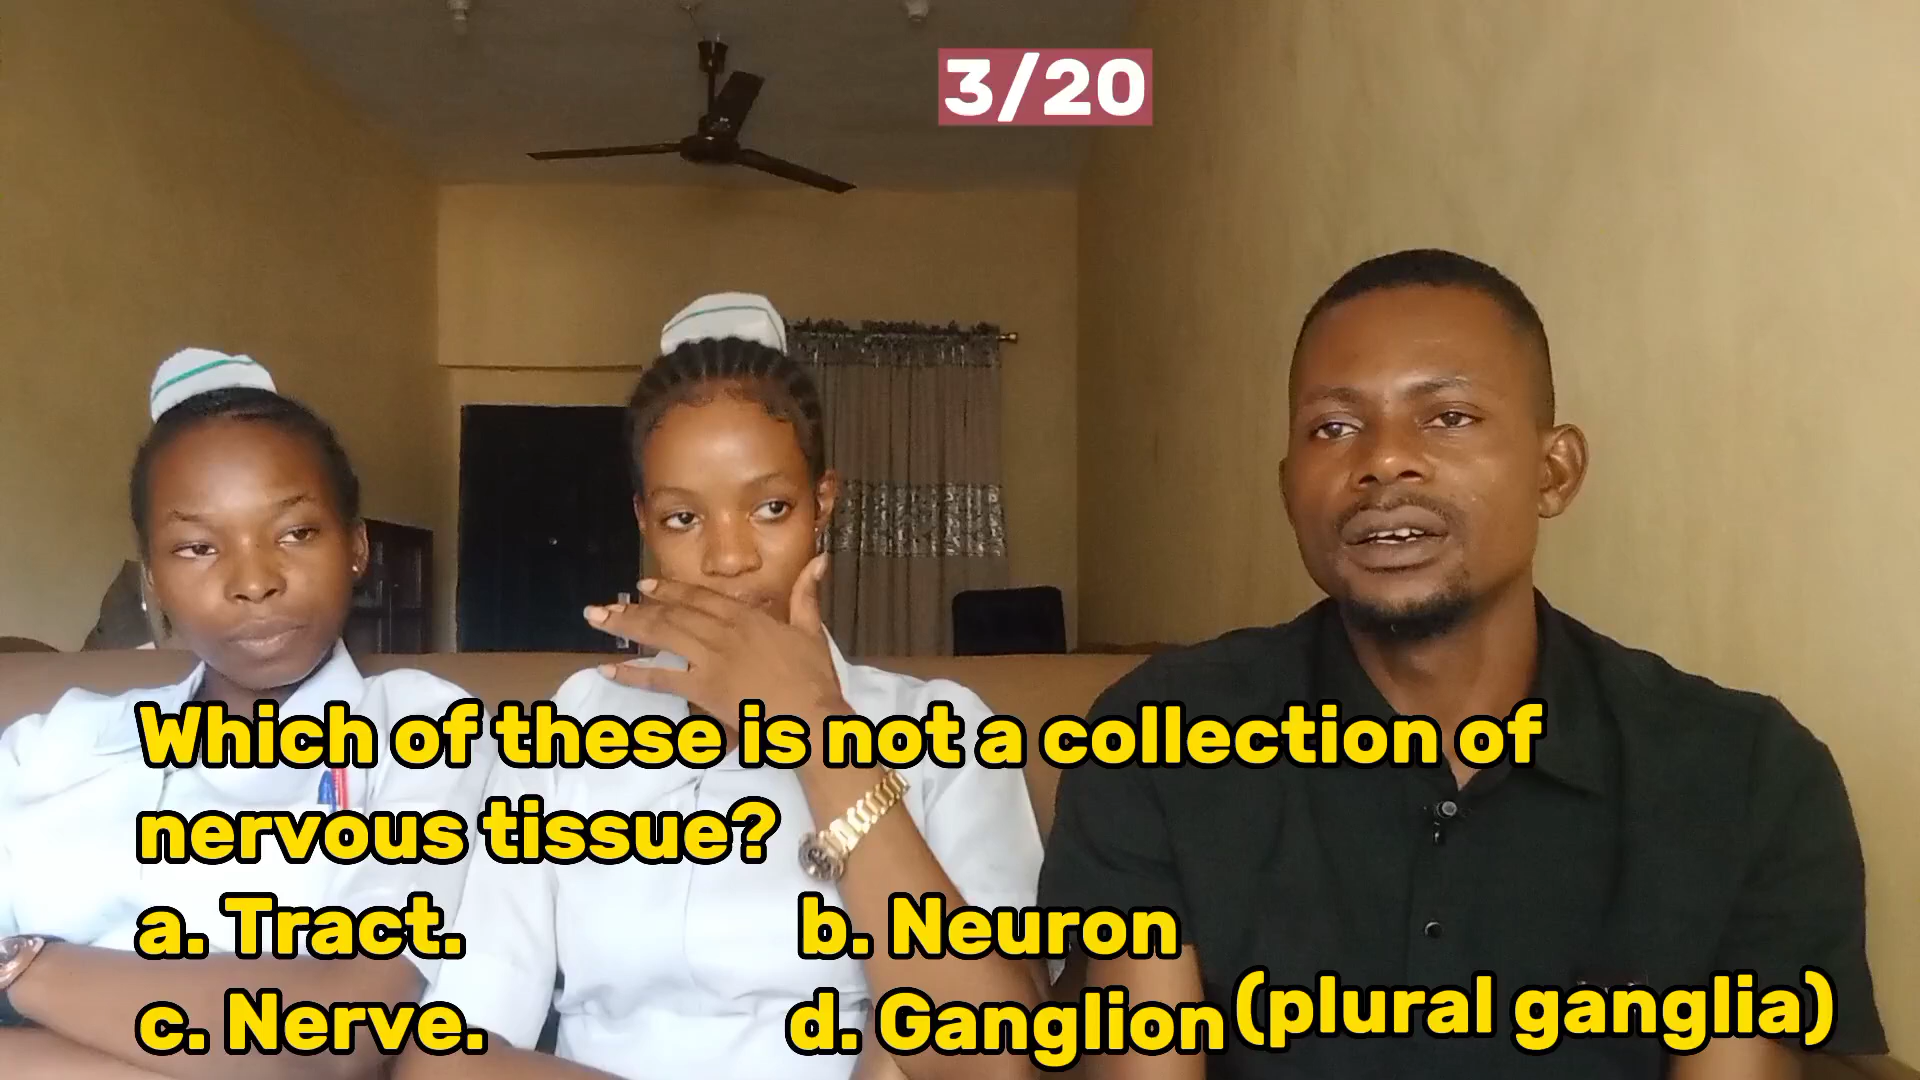 3/20
Which of these is not a collection of
nervous tissue?
a. Tract. b. Neuron
c. Nerve. d. Ganglion (plural ganglia)